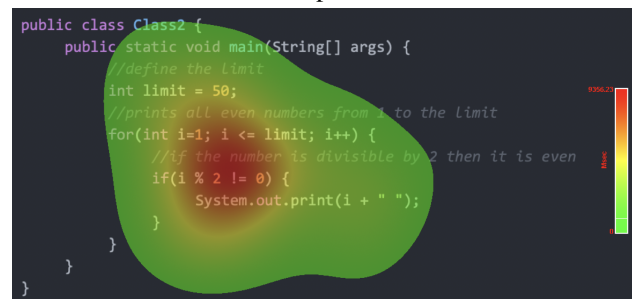 public class Class2 {
public static void main(String[] args) {
//define the limit
int limit = 50;
//prints all even numbers from 1 to the limit
for(int i=1; i <= limit; i++) {
//if the number is divisible by 2 then it is even
if(i % 2 != 0) {
System.out.print(i + " ");
}
}
}
}
9356.23
Msec
0